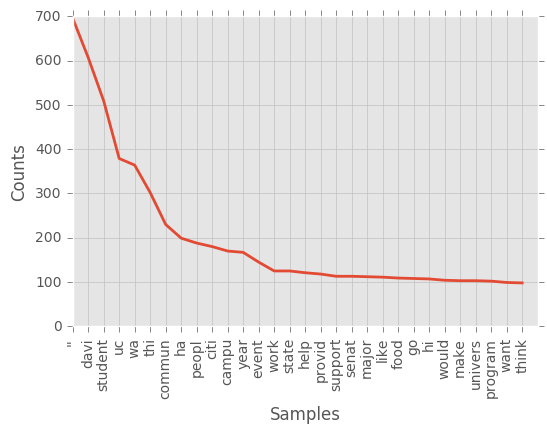 700
600
500
400
300
200
100
0
Counts
"
davi
student
uc
wa
thi
commun
ha
peopl
citi
campu
year
event
work
state
help
provid
support
senat
major
like
food
go
hi
would
make
univers
program
want
think
Samples